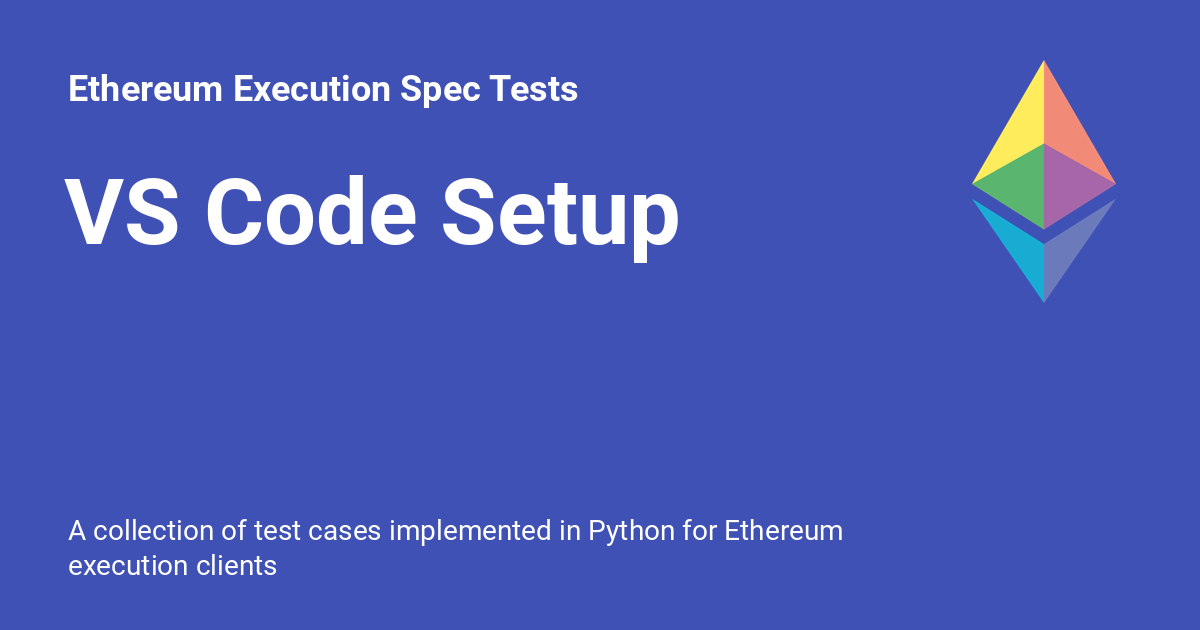 Ethereum Execution Spec Tests
VS Code Setup
A collection of test cases implemented in Python for Ethereum
execution clients